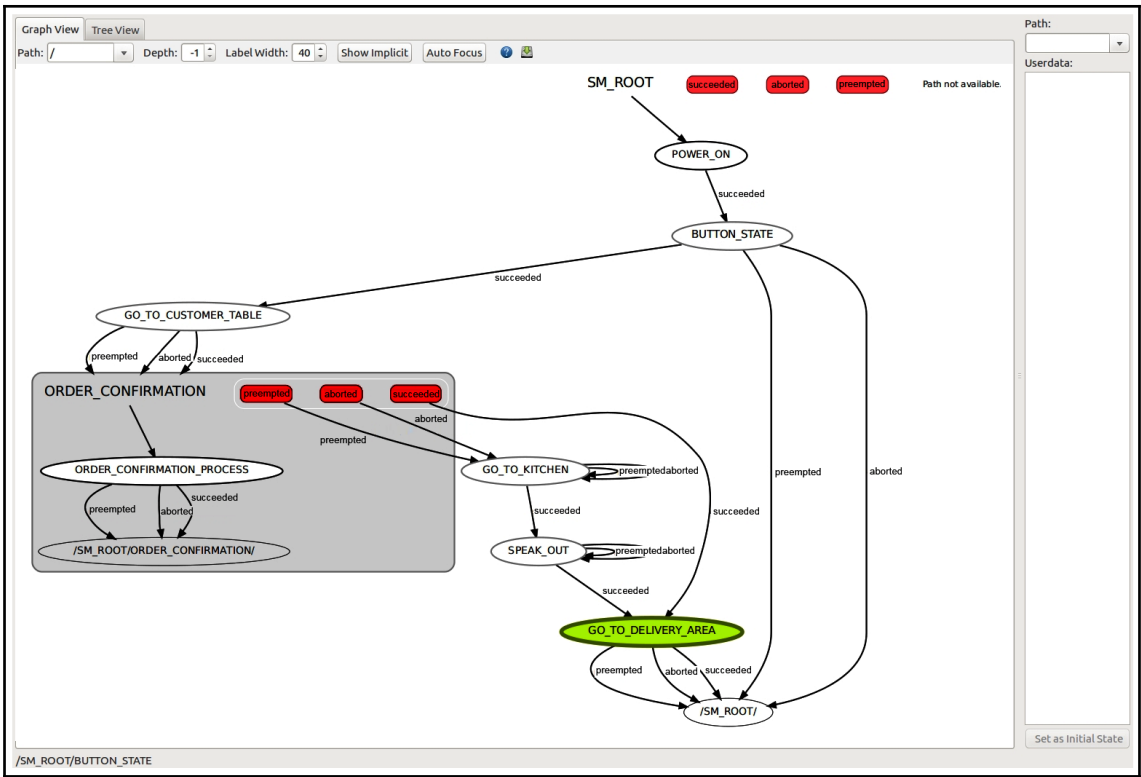 Graph View Tree View
Path: / Depth: -1 Label Width: 40 Show Implicit Auto Focus ?
Path:
Userdata:
SM_ROOT succeeded aborted preempted Path not available.
POWER_ON
succeeded
BUTTON_STATE
succeeded
GO_TO_CUSTOMER_TABLE
preempted aborted succeeded
ORDER_CONFIRMATION preempted aborted succeeded
aborted
preempted
ORDER_CONFIRMATION_PROCESS GO_TO_KITCHEN preemptedaborted preempted aborted
succeeded
preempted aborted succeeded succeeded
/SM_ROOT/ORDER_CONFIRMATION/ SPEAK_OUT preemptedaborted
succeeded
GO_TO_DELIVERY_AREA
preempted aborted succeeded
/SM_ROOT/
Set as Initial State
/SM_ROOT/BUTTON_STATE